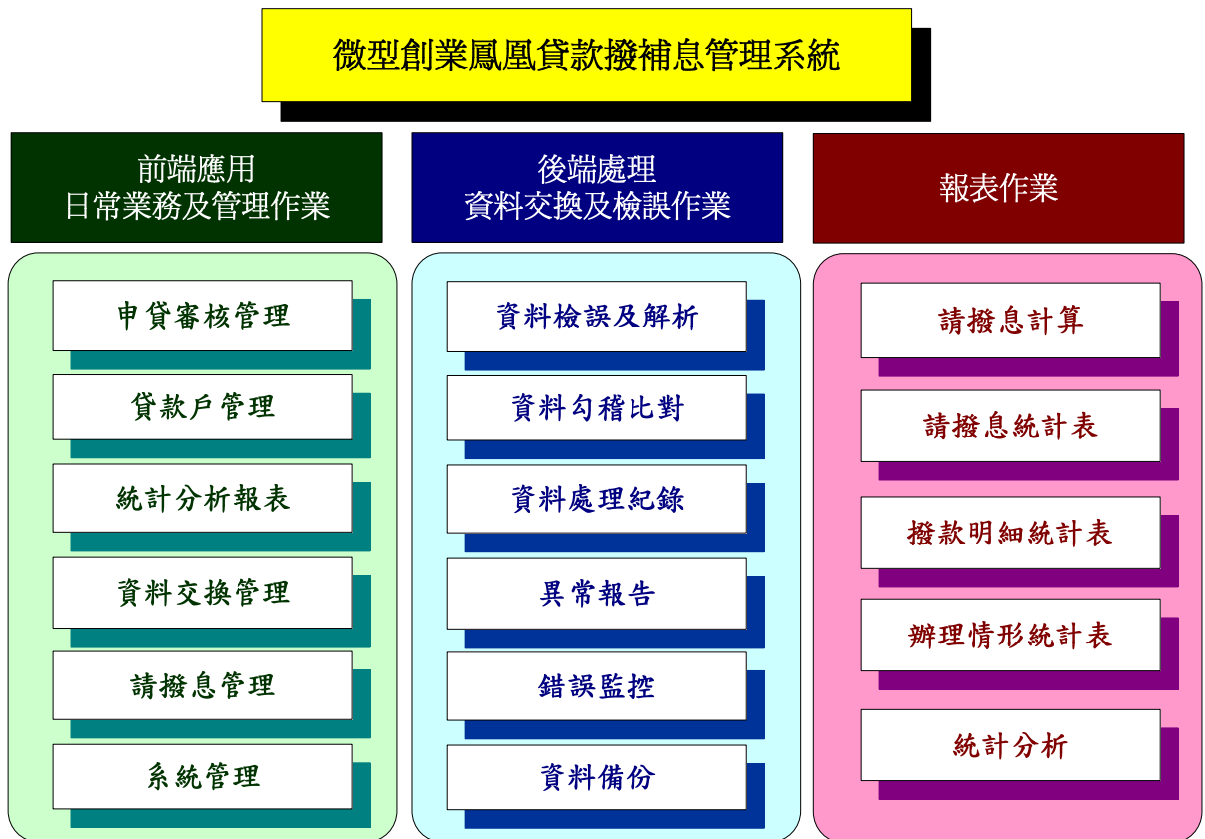 微型創業鳳凰貸款撥補息管理系統
前端應用
日常業務及管理作業
申貸審核管理
貸款戶管理
統計分析報表
資料交換管理
請撥息管理
系統管理
後端處理
資料交換及檢誤作業
資料檢誤及解析
資料勾稽比對
資料處理紀錄
異常報告
錯誤監控
資料備份
報表作業
請撥息計算
請撥息統計表
撥款明細統計表
辦理情形統計表
統計分析